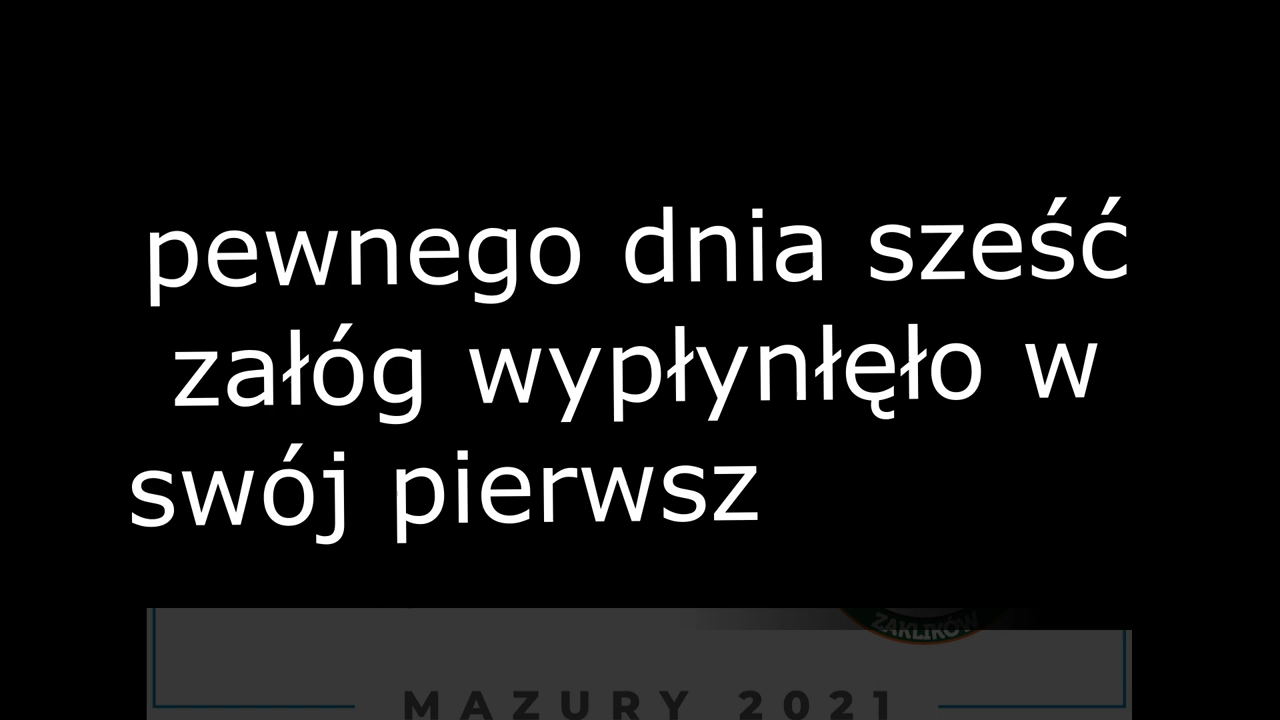 pewnego dnia sześć
załóg wypłynłęło w
swój pierwsz
ZAKLIKÓW
MAZURY 2021